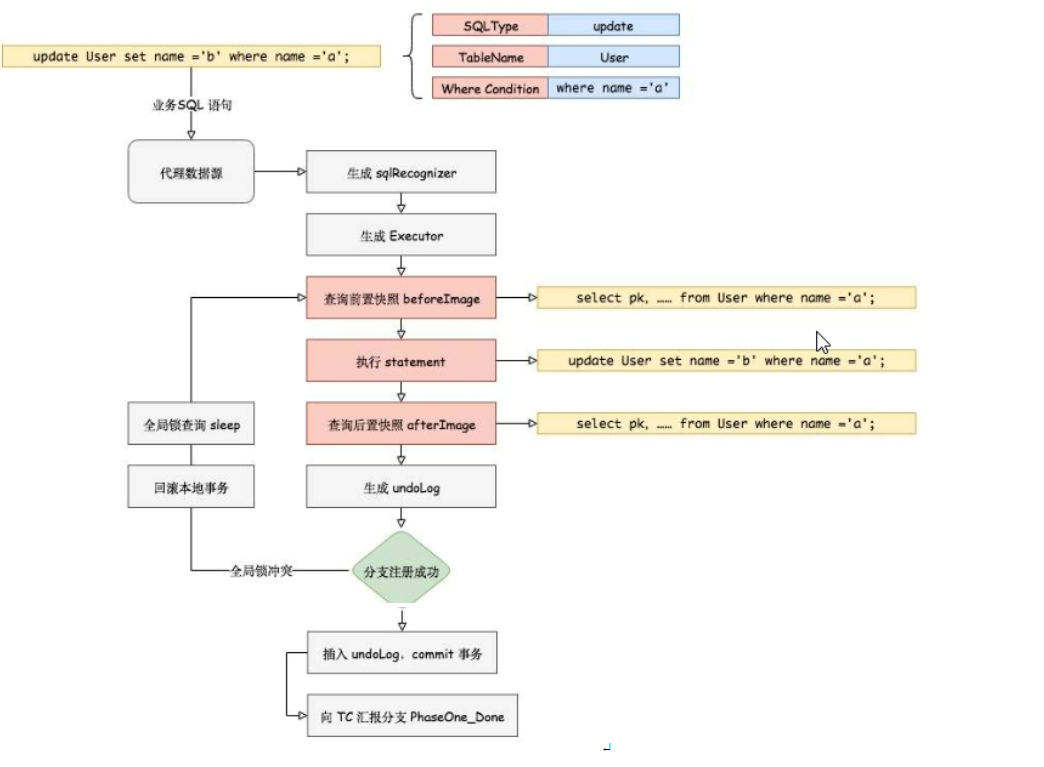 SQLType update
update User set name ='b' where name ='a';
TableName User
Where Condition where name ='a'
业务SQL 语句
代理数据源
生成 sqlRecognizer
生成 Executor
查询前置快照 beforeImage
select pk, …… from User where name ='a';
执行 statement
update User set name ='b' where name ='a';
全局锁查询 sleep
查询后置快照 afterImage
select pk, …… from User where name ='a';
回滚本地事务
生成 undoLog
全局锁冲突
分支注册成功
插入 undoLog, commit 事务
向 TC 汇报分支 PhaseOne_Done